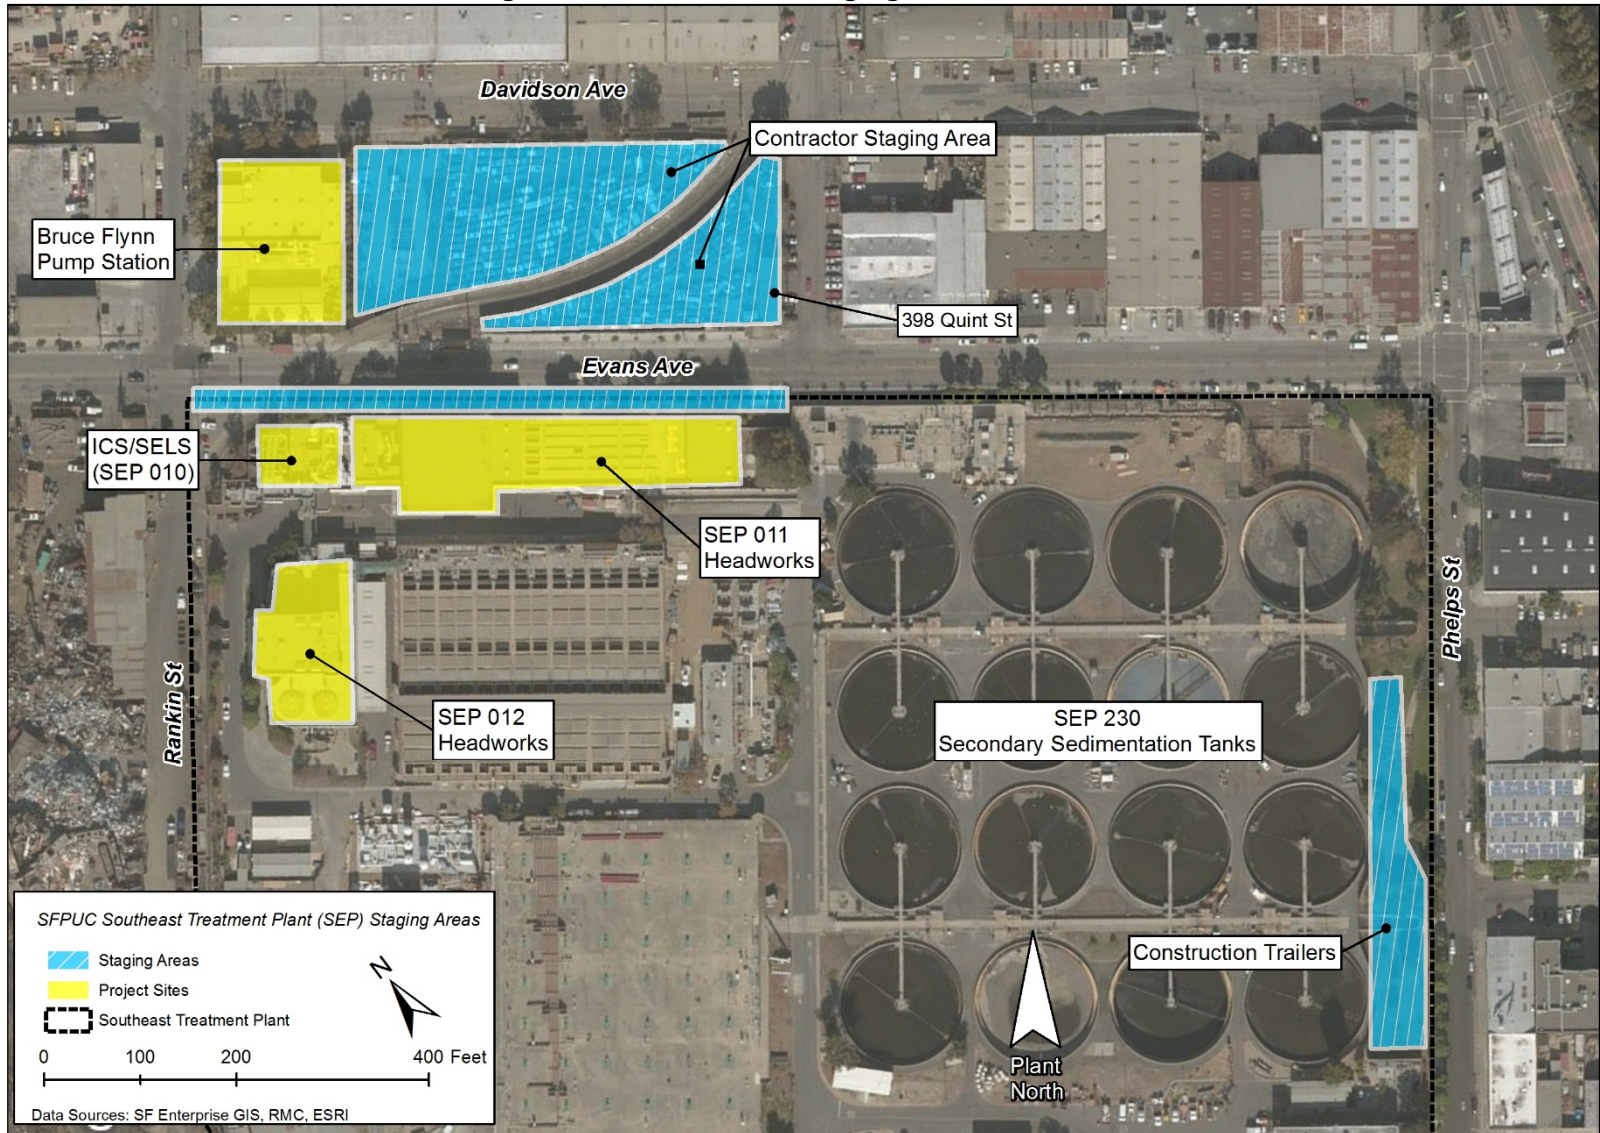 Davidson Ave
Contractor Staging Area
Bruce Flynn
Pump Station
398 Quint St
Evans Ave
ICS/SELS
(SEP 010)
SEP 011
Headworks
Phelps St
Rankin St
SEP 012
Headworks
SEP 230
Secondary Sedimentation Tanks
Construction Trailers
Plant
North
SFPUC Southeast Treatment Plant (SEP) Staging Areas
Staging Areas
Project Sites
Southeast Treatment Plant
N
0 100 200 400 Feet
Data Sources: SF Enterprise GIS, RMC, ESRI